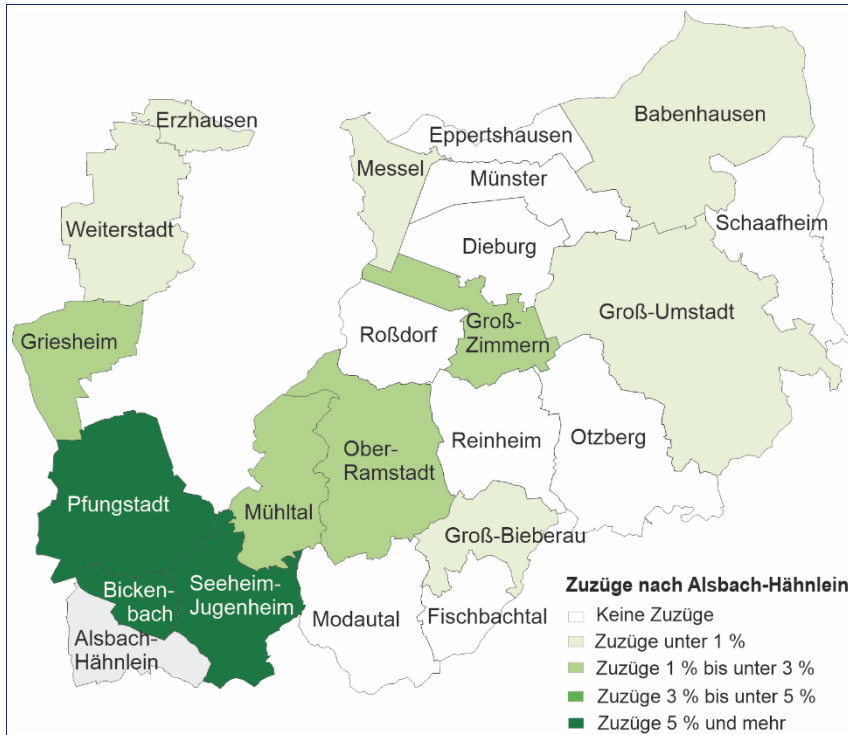 Erzhausen
Babenhausen
Eppertshausen
Messel
Münster
Schaafheim
Weiterstadt
Dieburg
Groß-Umstadt
Griesheim
Roßdorf
Groß-
Zimmern
Reinheim
Otzberg
Ober-
Ramstadt
Pfungstadt
Mühltal
Groß-Bieberau
Bicken-
bach
Seeheim-
Jugenheim
Modautal
Fischbachtal
Alsbach-
Hähnlein
Zuzüge nach Alsbach-Hähnlein
Keine Zuzüge
Zuzüge unter 1 %
Zuzüge 1 % bis unter 3 %
Zuzüge 3 % bis unter 5 %
Zuzüge 5 % und mehr